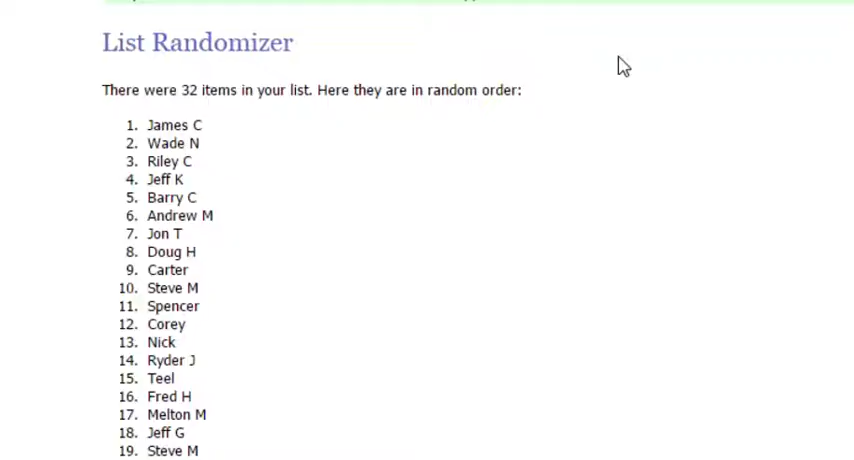 List Randomizer
There were 32 items in your list. Here they are in random order:
1. James C
2. Wade N
3. Riley C
4. Jeff K
5. Barry C
6. Andrew M
7. Jon T
8. Doug H
9. Carter
10. Steve M
11. Spencer
12. Corey
13. Nick
14. Ryder J
15. Teel
16. Fred H
17. Melton M
18. Jeff G
19. Steve M